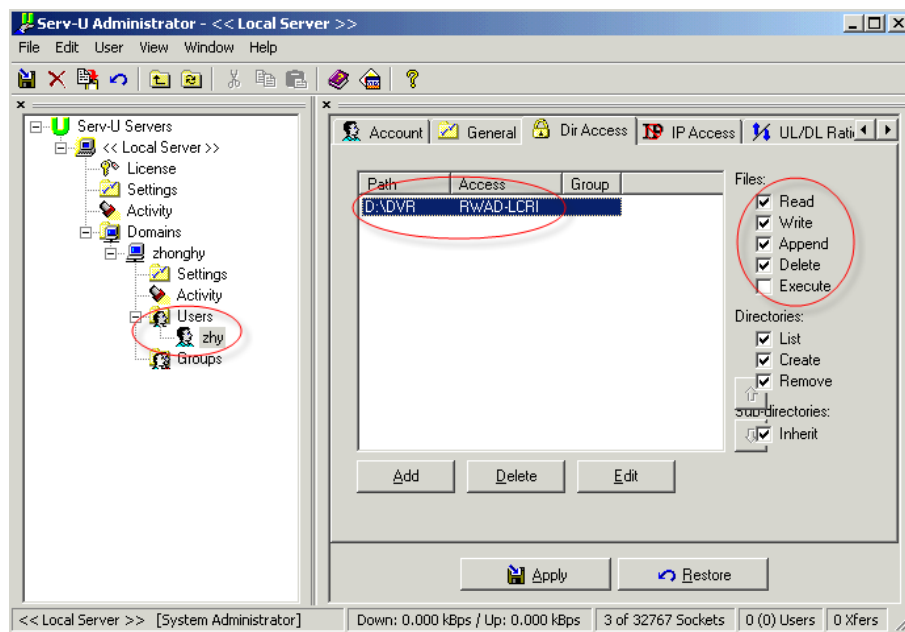 Serv-U Administrator - << Local Server >>
File Edit User View Window Help
Serv-U Servers
<< Local Server >>
License
Settings
Activity
Domains
zhonghy
Settings
Activity
Users
zhy
Groups
Account General Dir Access IP Access UL/DL
Path Access Group
D:\DVR RWAD-LCRI
Files:
Read
Write
Append
Delete
Execute
Directories:
List
Create
Remove
Sub-directories:
Inherit
Add Delete Edit
Apply Restore
<< Local Server >> [System Administrator] Down: 0.000 kBps / Up: 0.000 kBps 3 of 32767 Sockets 0 (0) Users 0 Xfers